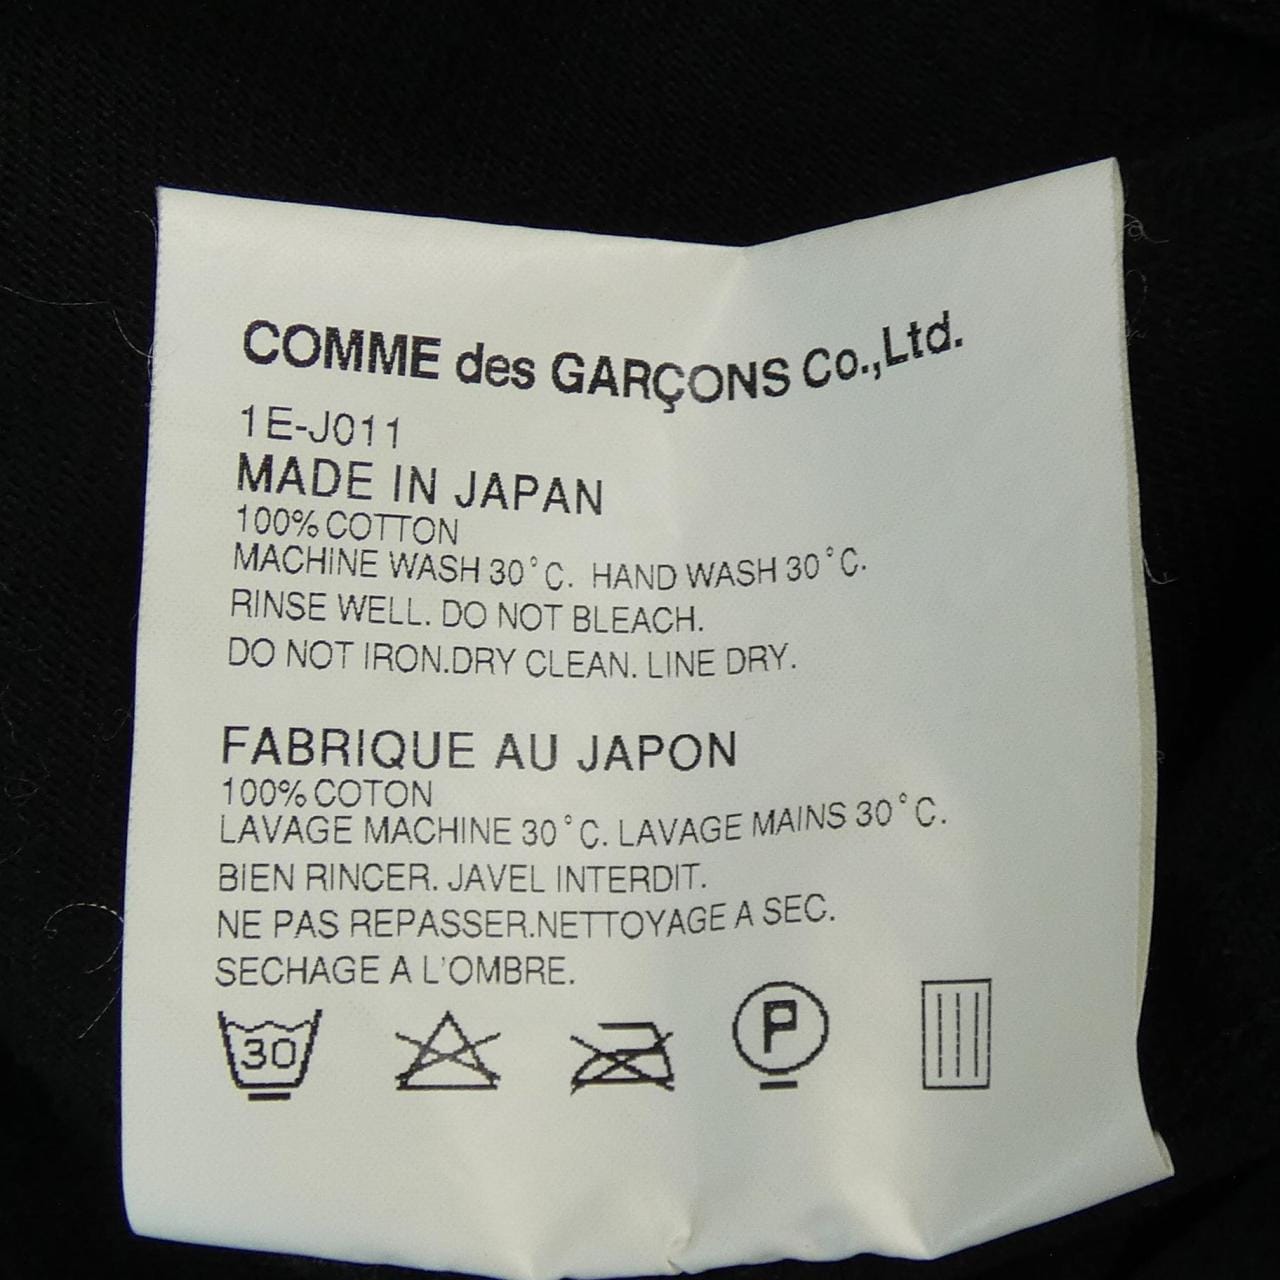 COMME des GARÇONS Co.,Ltd.
1E-J011
MADE IN JAPAN
100% COTTON
MACHINE WASH 30°C. HAND WASH 30°C.
RINSE WELL. DO NOT BLEACH.
DO NOT IRON.DRY CLEAN. LINE DRY.
FABRIQUE AU JAPON
100% COTON
LAVAGE MACHINE 30°C. LAVAGE MAINS 30°C.
BIEN RINCER. JAVEL INTERDIT.
NE PAS REPASSER.NETTOYAGE A SEC.
SECHAGE A L'OMBRE.
30 P